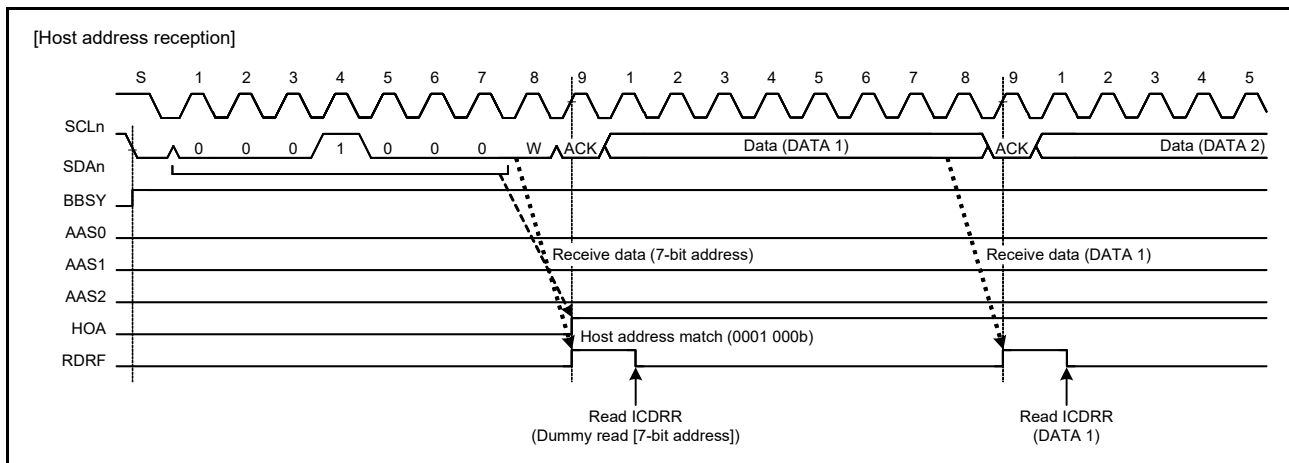 [Host address reception]
S 1 2 3 4 5 6 7 8 9 1 2 3 4 5 6 7 8 9 1 2 3 4 5
SCLn
0 0 0 1 0 0 0 W ACK Data (DATA 1) ACK Data (DATA 2)
SDAn
BBSY
AAS0
Receive data (7-bit address) Receive data (DATA 1)
AAS1
AAS2
HOA
Host address match (0001 000b)
RDRF
Read ICDRR Read ICDRR
(Dummy read [7-bit address]) (DATA 1)